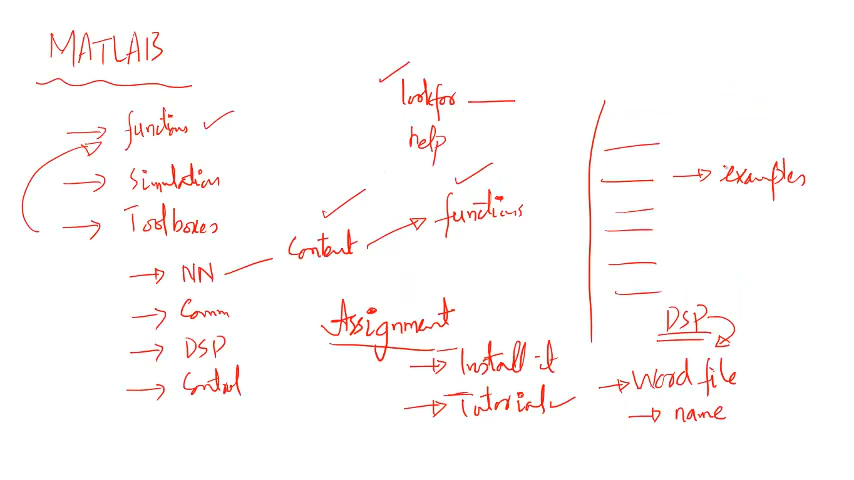 MATLAB
→ functions ✓
→ Simulation
→ Toolboxes
→ NN — Content → functions
→ Comm
→ DSP
→ Control
✓ lookfor —
help
→ examples
Assignment
→ Install it
→ Tutorials ✓
DSP
→ Word file
→ name